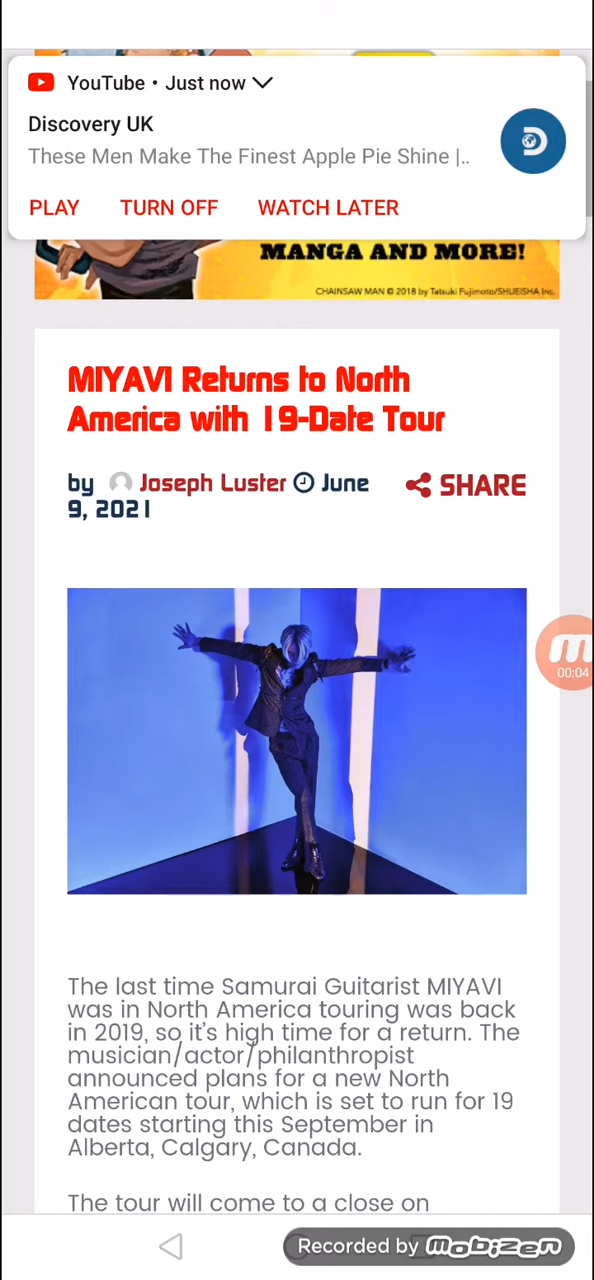 YouTube • Just now
Discovery UK
These Men Make The Finest Apple Pie Shine |..
PLAY TURN OFF WATCH LATER
MANGA AND MORE!
CHAINSAW MAN © 2018 by Tatsuki Fujimoto/SHUEISHA Inc.
MIYAVI Returns to North
America with 19-Date Tour
by Joseph Luster June
9, 2021
SHARE
00:04
The last time Samurai Guitarist MIYAVI
was in North America touring was back
in 2019, so it's high time for a return. The
musician/actor/philanthropist
announced plans for a new North
American tour, which is set to run for 19
dates starting this September in
Alberta, Calgary, Canada.
The tour will come to a close on
Recorded by mobizen